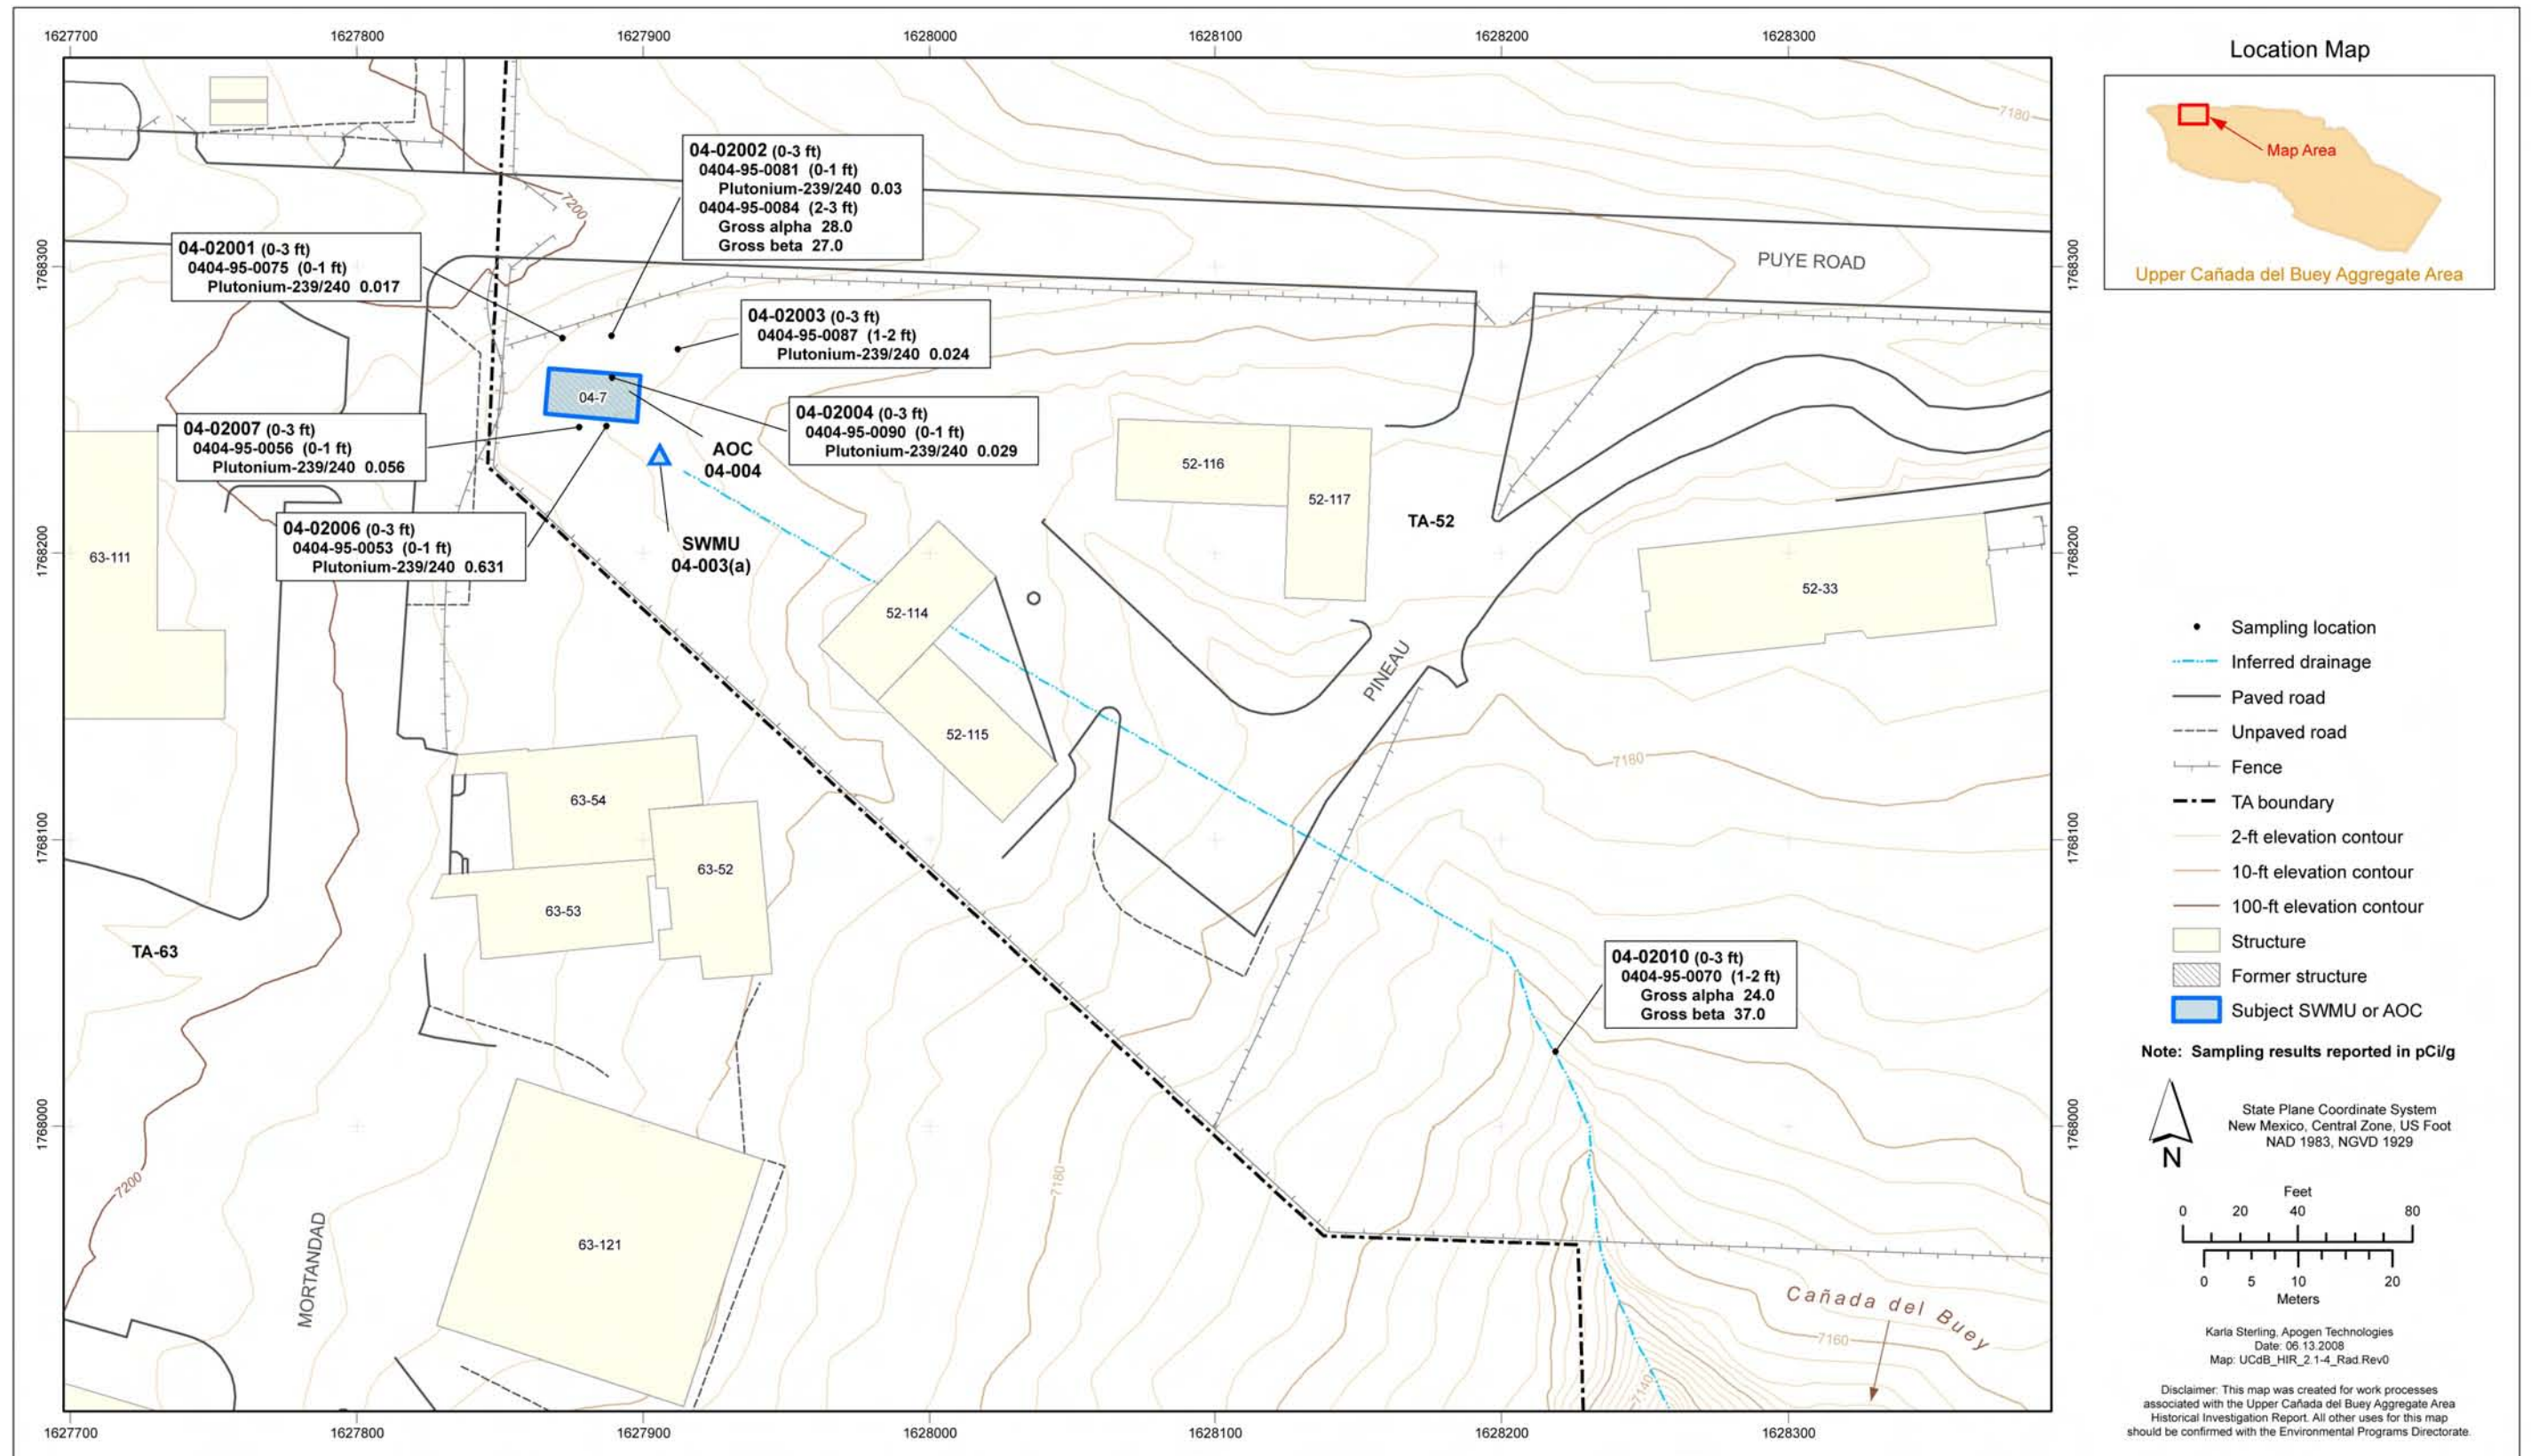 1627700
1627800
1627900
1628000
1628100
1628200
1628300
Location Map
Map Area
Upper Cañada del Buey Aggregate Area
7180
04-02002 (0-3 ft)
0404-95-0081 (0-1 ft)
Plutonium-239/240 0.03
0404-95-0084 (2-3 ft)
Gross alpha 28.0
Gross beta 27.0
7200
04-02001 (0-3 ft)
0404-95-0075 (0-1 ft)
Plutonium-239/240 0.017
1768300
PUYE ROAD
1768300
04-02003 (0-3 ft)
0404-95-0087 (1-2 ft)
Plutonium-239/240 0.024
04-7
04-02004 (0-3 ft)
0404-95-0090 (0-1 ft)
Plutonium-239/240 0.029
04-02007 (0-3 ft)
0404-95-0056 (0-1 ft)
Plutonium-239/240 0.056
AOC
04-004
52-116
52-117
TA-52
04-02006 (0-3 ft)
0404-95-0053 (0-1 ft)
Plutonium-239/240 0.631
SWMU
04-003(a)
1768200
63-111
1768200
52-114
52-33
PINEAU
52-115
7180
63-54
1768100
1768100
63-52
63-53
TA-63
04-02010 (0-3 ft)
0404-95-0070 (1-2 ft)
Gross alpha 24.0
Gross beta 37.0
1768000
1768000
7200
7180
MORTANDAD
63-121
Cañada del Buey
7160
7140
1627700
1627800
1627900
1628000
1628100
1628200
1628300
Sampling location
Inferred drainage
Paved road
Unpaved road
Fence
TA boundary
2-ft elevation contour
10-ft elevation contour
100-ft elevation contour
Structure
Former structure
Subject SWMU or AOC
Note: Sampling results reported in pCi/g
N
State Plane Coordinate System
New Mexico, Central Zone, US Foot
NAD 1983, NGVD 1929
Feet
0 20 40 80
0 5 10 20
Meters
Karla Sterling, Apogen Technologies
Date: 06.13.2008
Map: UCdB_HIR_2.1-4_Rad.Rev0
Disclaimer: This map was created for work processes
associated with the Upper Cañada del Buey Aggregate Area
Historical Investigation Report. All other uses for this map
should be confirmed with the Environmental Programs Directorate.